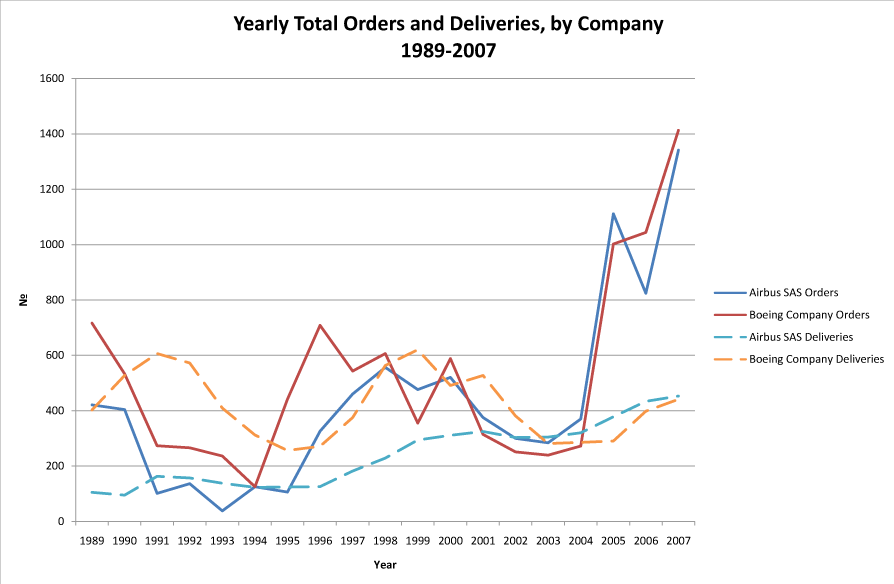 Yearly Total Orders and Deliveries, by Company
1989-2007
1600
1400
1200
1000
800
600
400
200
0
№
1989 1990 1991 1992 1993 1994 1995 1996 1997 1998 1999 2000 2001 2002 2003 2004 2005 2006 2007
Year
Airbus SAS Orders
Boeing Company Orders
Airbus SAS Deliveries
Boeing Company Deliveries